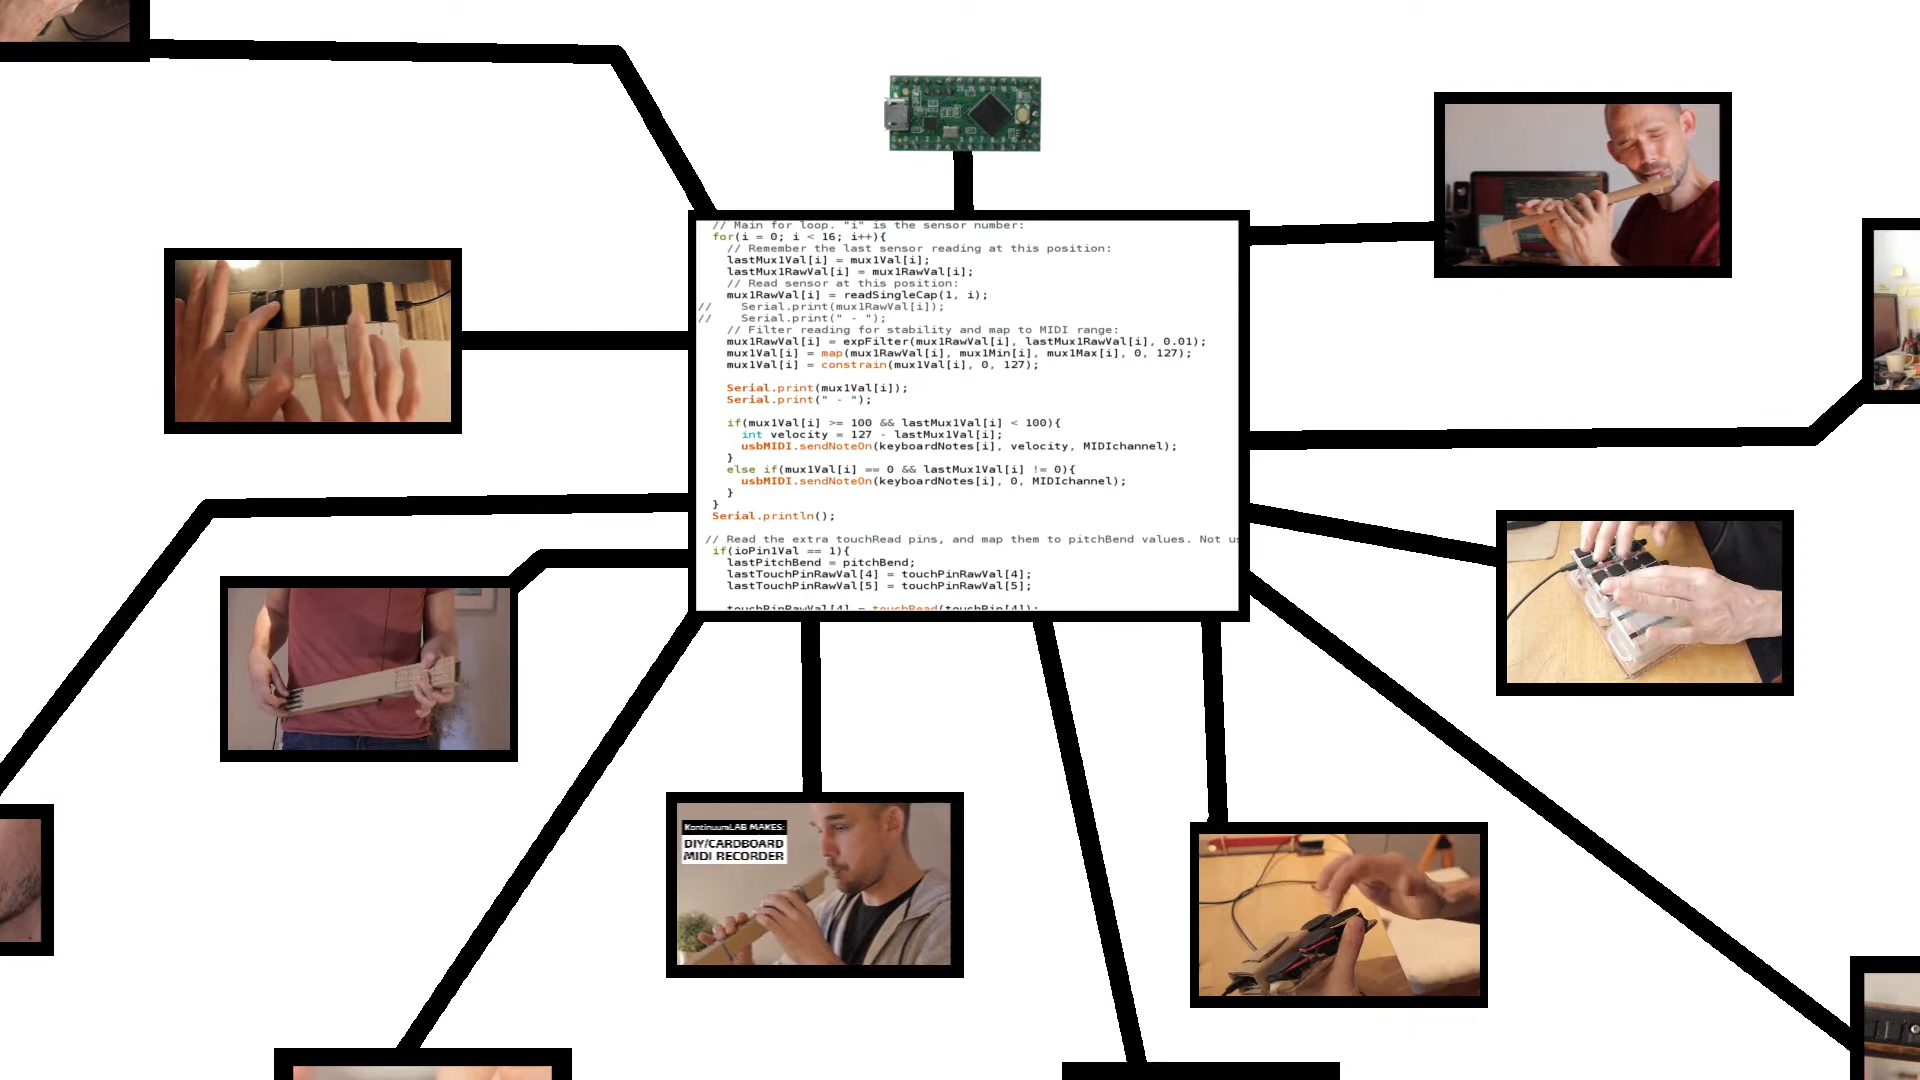 // Main for loop. "i" is the sensor number:
for(i = 0; i < 16; i++){
// Remember the last sensor reading at this position:
lastMux1Val[i] = mux1Val[i];
lastMux1RawVal[i] = mux1RawVal[i];
// Read sensor at this position:
mux1RawVal[i] = readSingleCap(1, i);
//    Serial.print(mux1RawVal[i]);
//    Serial.print(" - ");
// Filter reading for stability and map to MIDI range:
mux1RawVal[i] = expFilter(mux1RawVal[i], lastMux1RawVal[i], 0.01);
mux1Val[i] = map(mux1RawVal[i], mux1Min[i], mux1Max[i], 0, 127);
mux1Val[i] = constrain(mux1Val[i], 0, 127);
Serial.print(mux1Val[i]);
Serial.print(" - ");
if(mux1Val[i] >= 100 && lastMux1Val[i] < 100){
int velocity = 127 - lastMux1Val[i];
usbMIDI.sendNoteOn(keyboardNotes[i], velocity, MIDIchannel);
}
else if(mux1Val[i] == 0 && lastMux1Val[i] != 0){
usbMIDI.sendNoteOn(keyboardNotes[i], 0, MIDIchannel);
}
}
Serial.println();
// Read the extra touchRead pins, and map them to pitchBend values. Not us
if(ioPin1Val == 1){
lastPitchBend = pitchBend;
lastTouchPinRawVal[4] = touchPinRawVal[4];
lastTouchPinRawVal[5] = touchPinRawVal[5];
touchPinRawVal[4] = touchRead(touchPin[4]);
KontinuumLAB MAKES:
DIY/CARDBOARD
MIDI RECORDER